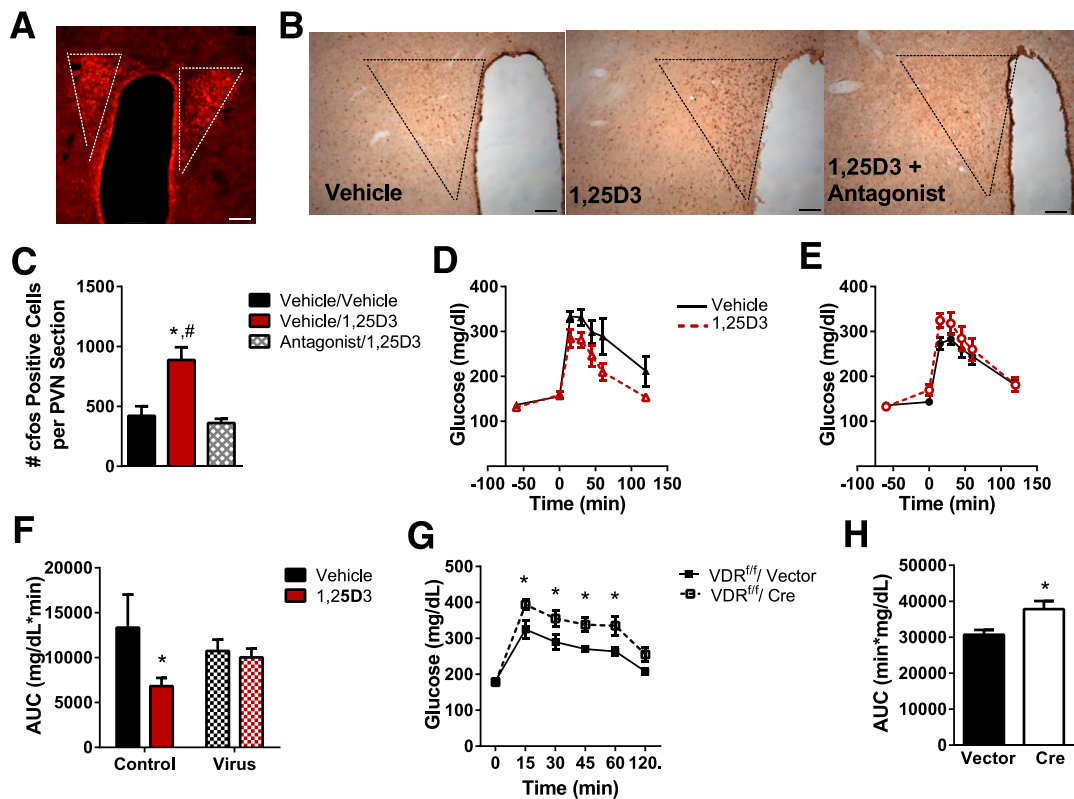 A
B
Vehicle
1,25D3
1,25D3 +
Antagonist
C
# cfos Positive Cells
per PVN Section
1500
1000
500
0
*,#
Vehicle/Vehicle
Vehicle/1,25D3
Antagonist/1,25D3
D
Glucose (mg/dl)
400
300
200
100
-100 -50 0 50 100 150
Time (min)
Vehicle
1,25D3
E
Glucose (mg/dl)
400
300
200
100
-100 -50 0 50 100 150
Time (min)
F
AUC (mg/dL*min)
20000
15000
10000
5000
0
*
Control Virus
Vehicle
1,25D3
G
Glucose (mg/dL)
500
400
300
200
0
* * * *
0 15 30 45 60 120.
Time (min)
VDRf/f/ Vector
VDRf/f/ Cre
H
AUC (min*mg/dL)
50000
40000
30000
20000
10000
0
*
Vector Cre